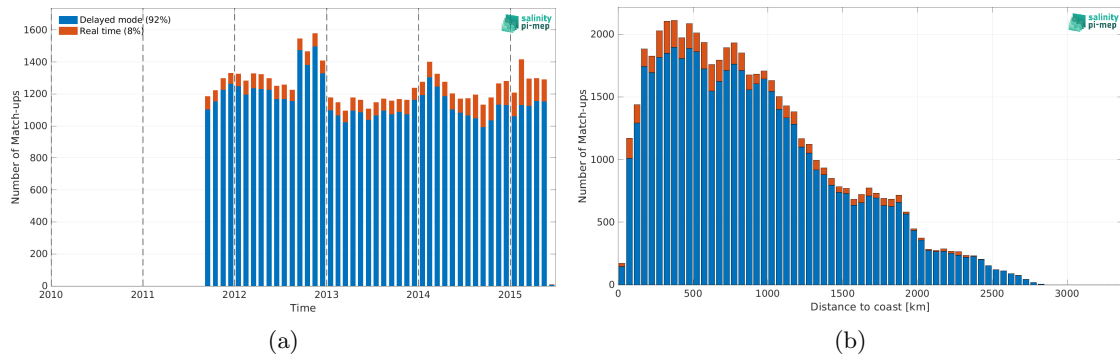 Delayed mode (92%)
Real time (8%)
salinity
pi-mep
Number of Match-ups
1600
1400
1200
1000
800
600
400
200
0
2010 2011 2012 2013 2014 2015
Time
(a)
salinity
pi-mep
Number of Match-ups
2000
1500
1000
500
0
0 500 1000 1500 2000 2500 3000
Distance to coast [km]
(b)